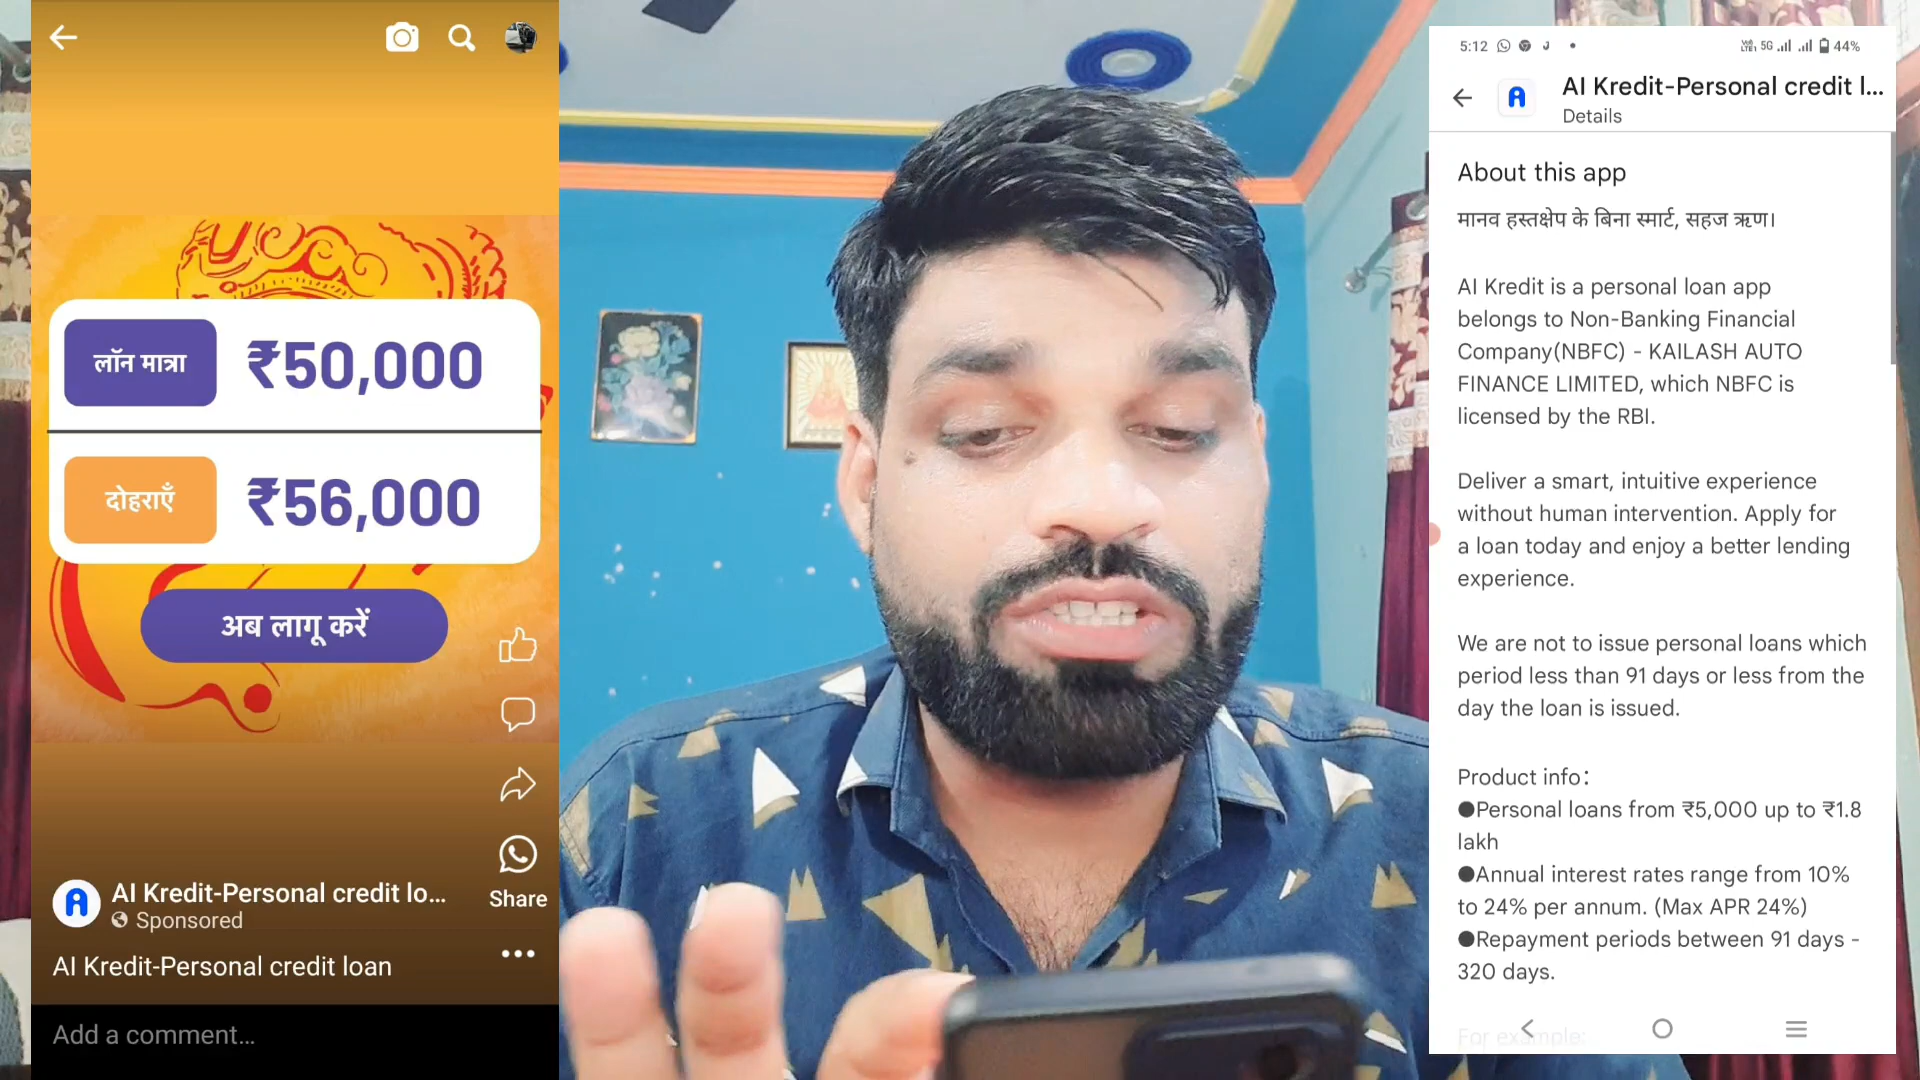 लॉन मात्रा ₹50,000
दोहराएँ ₹56,000
अब लागू करें
Share
AI Kredit-Personal credit lo...
Sponsored
AI Kredit-Personal credit loan
Add a comment...
5:12 5G 44%
AI Kredit-Personal credit l...
Details
About this app
मानव हस्तक्षेप के बिना स्मार्ट, सहज ऋण।
AI Kredit is a personal loan app
belongs to Non-Banking Financial
Company(NBFC) - KAILASH AUTO
FINANCE LIMITED, which NBFC is
licensed by the RBI.
Deliver a smart, intuitive experience
without human intervention. Apply for
a loan today and enjoy a better lending
experience.
We are not to issue personal loans which
period less than 91 days or less from the
day the loan is issued.
Product info:
●Personal loans from ₹5,000 up to ₹1.8
lakh
●Annual interest rates range from 10%
to 24% per annum. (Max APR 24%)
●Repayment periods between 91 days -
320 days.
For example: